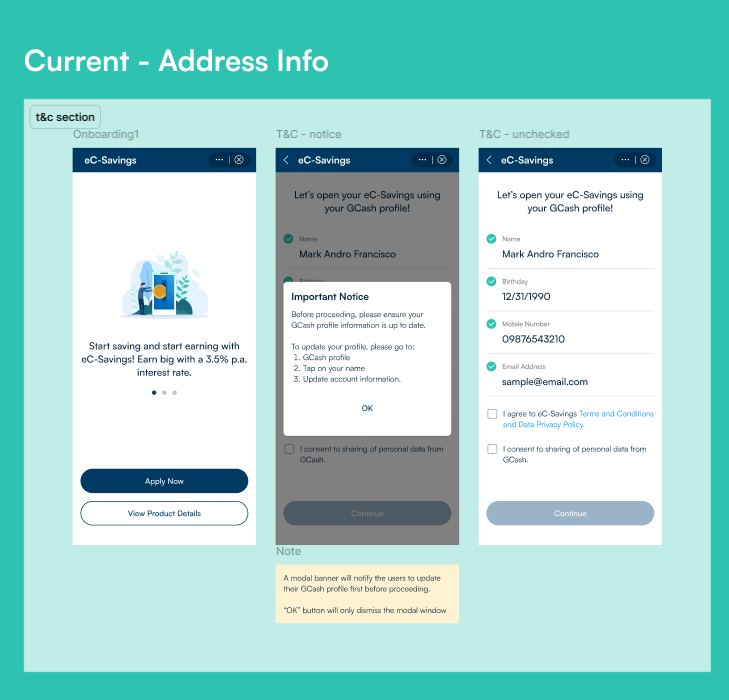 Current - Address Info
t&c section
Onboarding1
eC-Savings
Start saving and start earning with
eC-Savings! Earn big with a 3.5% p.a.
interest rate.
Apply Now
View Product Details
T&C - notice
eC-Savings
Let's open your eC-Savings using
your GCash profile!
Name
Mark Andro Francisco
Birthday
Important Notice
Before proceeding, please ensure your
GCash profile information is up to date.
To update your profile, please go to:
1. GCash profile
2. Tap on your name
3. Update account information.
OK
I consent to sharing of personal data from
GCash.
Continue
Note
A modal banner will notify the users to update
their GCash profile first before proceeding.
“OK” button will only dismiss the modal window
T&C - unchecked
eC-Savings
Let's open your eC-Savings using
your GCash profile!
Name
Mark Andro Francisco
Birthday
12/31/1990
Mobile Number
09876543210
Email Address
sample@email.com
I agree to eC-Savings Terms and Conditions
and Data Privacy Policy.
I consent to sharing of personal data from
GCash.
Continue